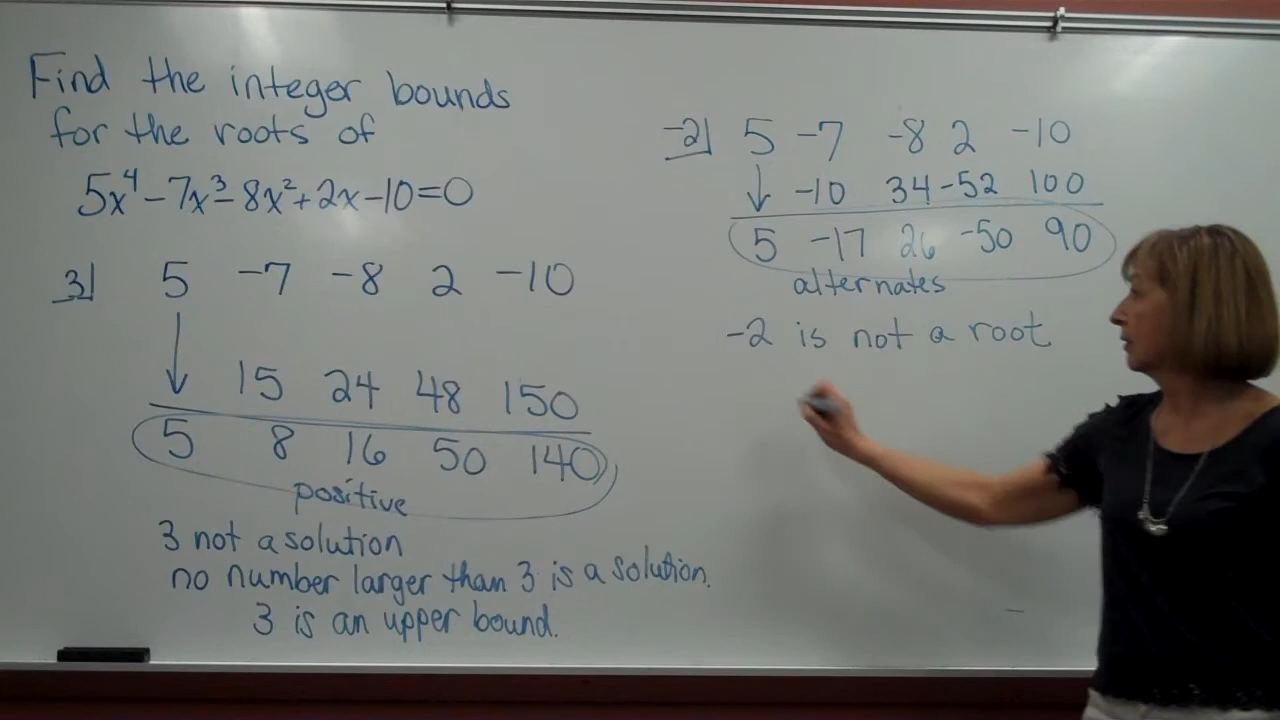 Find the integer bounds
for the roots of
5x⁴-7x³-8x²+2x-10=0
3| 5 -7 -8 2 -10
15 24 48 150
5 8 16 50 140
positive
3 not a solution
no number larger than 3 is a solution.
3 is an upper bound.
-2| 5 -7 -8 2 -10
-10 34 -52 100
5 -17 26 -50 90
alternates
-2 is not a root